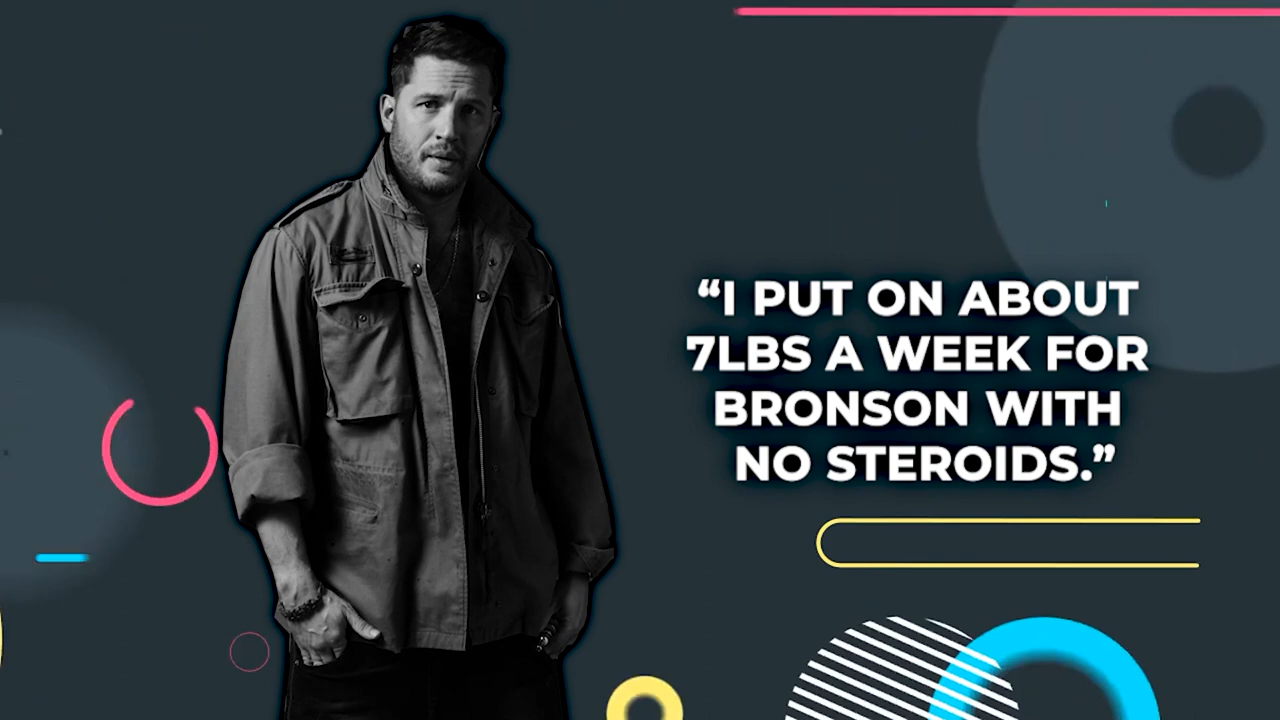 “I PUT ON ABOUT
7LBS A WEEK FOR
BRONSON WITH
NO STEROIDS.”